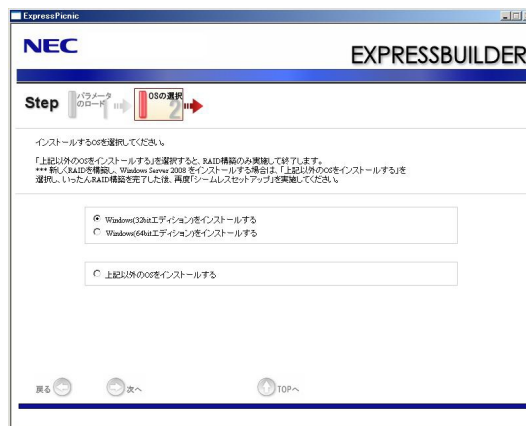 ExpressPicnic
NEC
EXPRESSBUILDER
Step パラメータのロード OSの選択 2
インストールするOSを選択してください。
「上記以外のOSをインストールする」を選択すると、RAID構築のみ実施して終了します。
*** 新しくRAIDを構築し、Windows Server 2008 をインストールする場合は、「上記以外のOSをインストールする」を
選択し、いったんRAID構築を完了した後、再度「シームレスセットアップ」を実施してください。
Windows(32bitエディション)をインストールする
Windows(64bitエディション)をインストールする
上記以外のOSをインストールする
戻る 次へ TOPへ